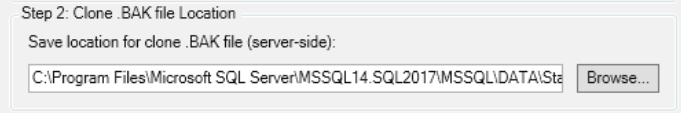 Step 2: Clone .BAK file Location
Save location for clone .BAK file (server-side):
C:\Program Files\Microsoft SQL Server\MSSQL14.SQL2017\MSSQL\DATA\Sta
Browse...